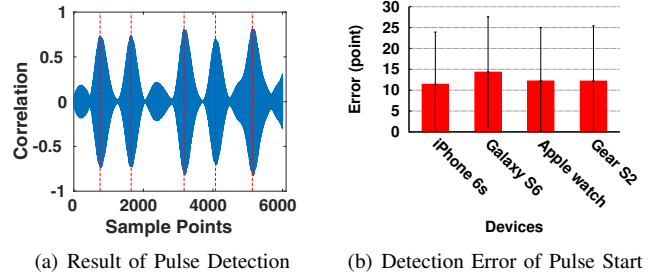 1
0.5
0
-0.5
-1
Correlation
0 2000 4000 6000
Sample Points
(a) Result of Pulse Detection
30
25
20
15
10
5
0
Error (point)
iPhone 6s
Galaxy S6
Apple watch
Gear S2
Devices
(b) Detection Error of Pulse Start